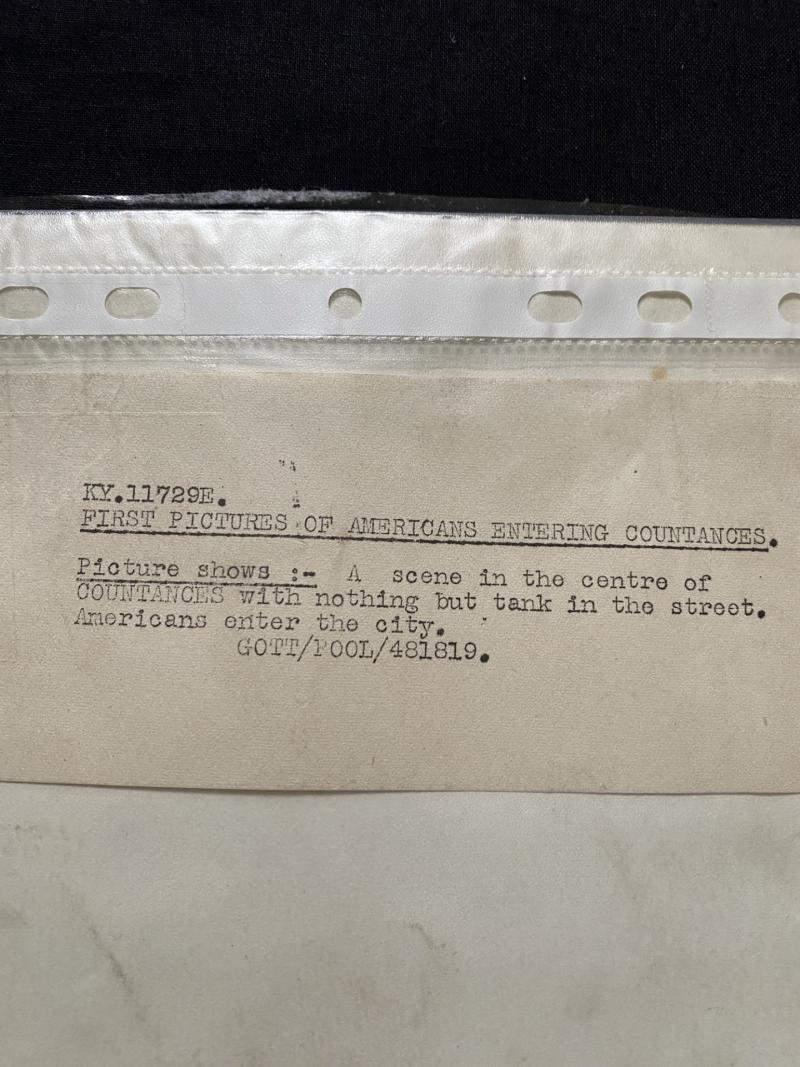 KY.11729E.
FIRST PICTURES OF AMERICANS ENTERING COUNTANCES.
Picture shows :- A scene in the centre of
COUNTANCES with nothing but tank in the street.
Americans enter the city.
GOTT/POOL/481819.